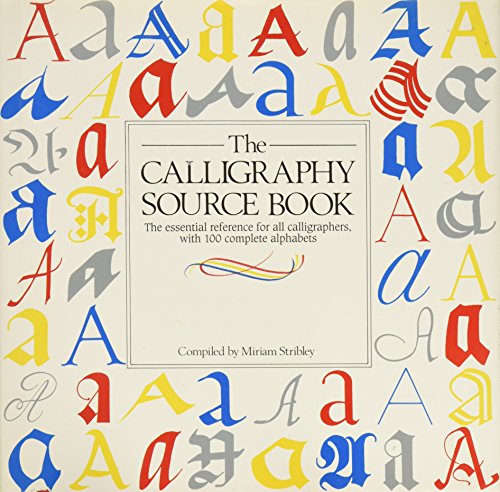 The
CALLIGRAPHY
SOURCE BOOK
The essential reference for all calligraphers,
with 100 complete alphabets
Compiled by Miriam Stribley